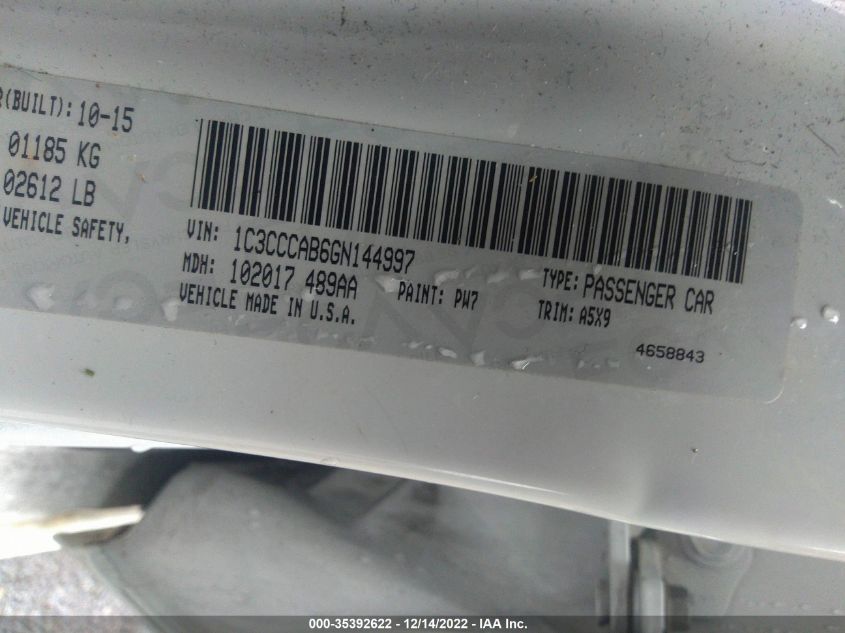 R(BUILT): 10-15
01185 KG
02612 LB
VEHICLE SAFETY,
VIN: 1C3CCCAB6GN144997
MDH: 102017 489AA PAINT: PW7
VEHICLE MADE IN U.S.A.
TYPE: PASSENGER CAR
TRIM: A5X9
4658843
000-35392622 - 12/14/2022 - IAA Inc.